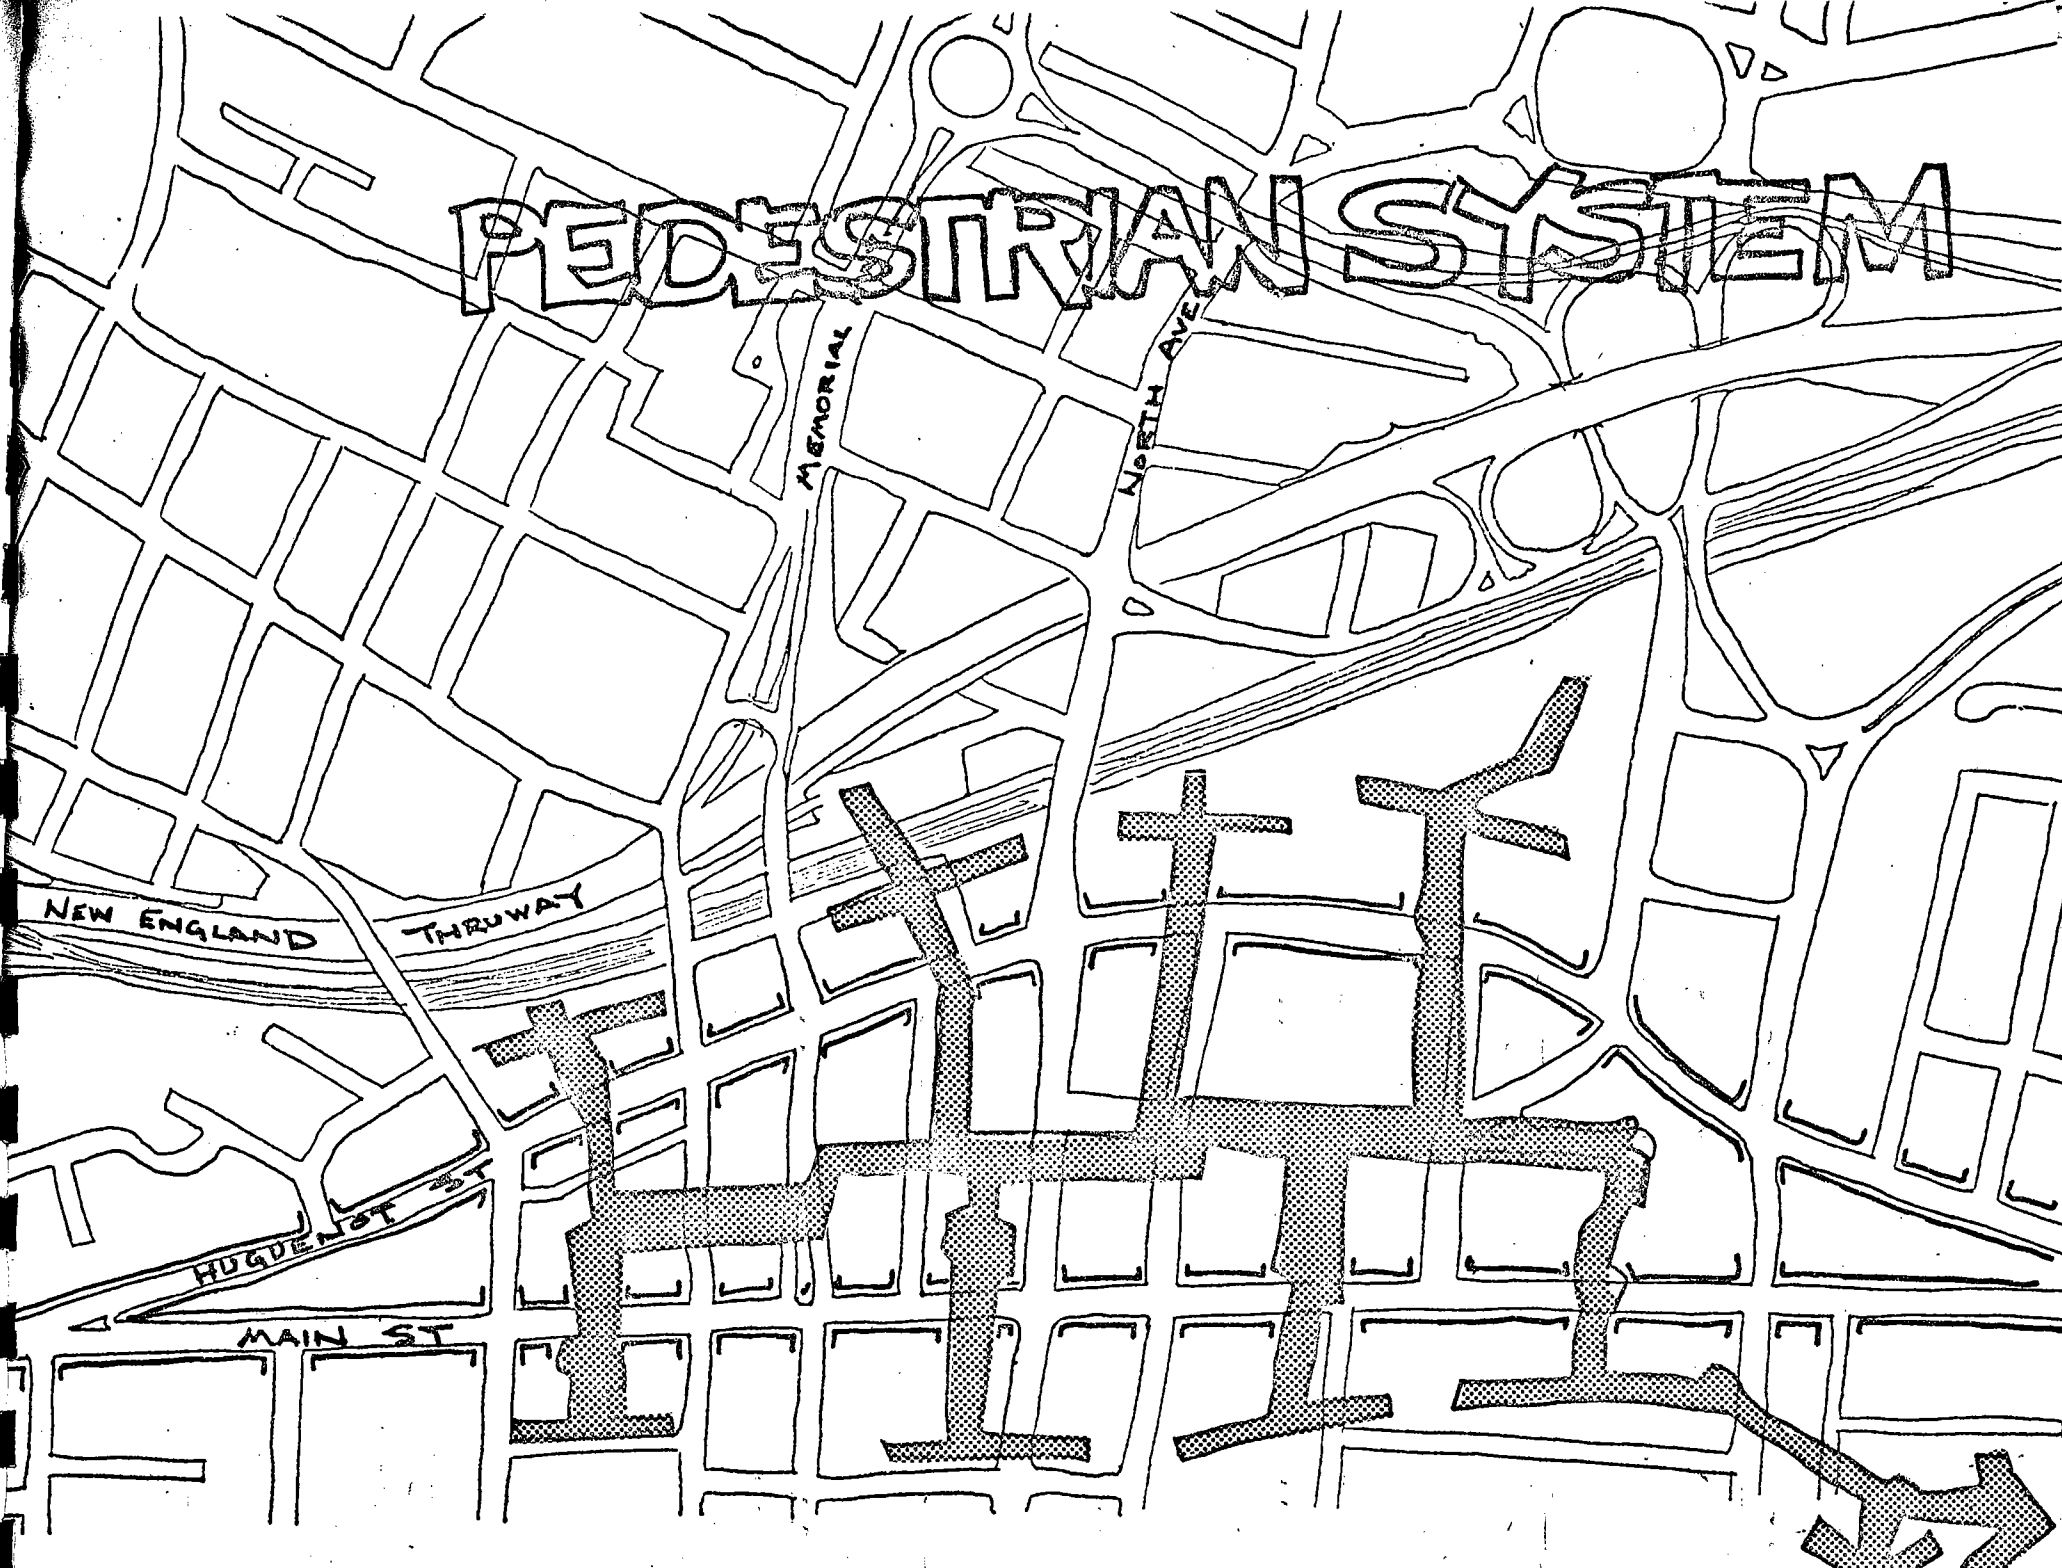 PEDESTRIAN SYSTEM
MEMORIAL
NORTH AVE
NEW ENGLAND THRUWAY
HUGUENOT ST
MAIN ST